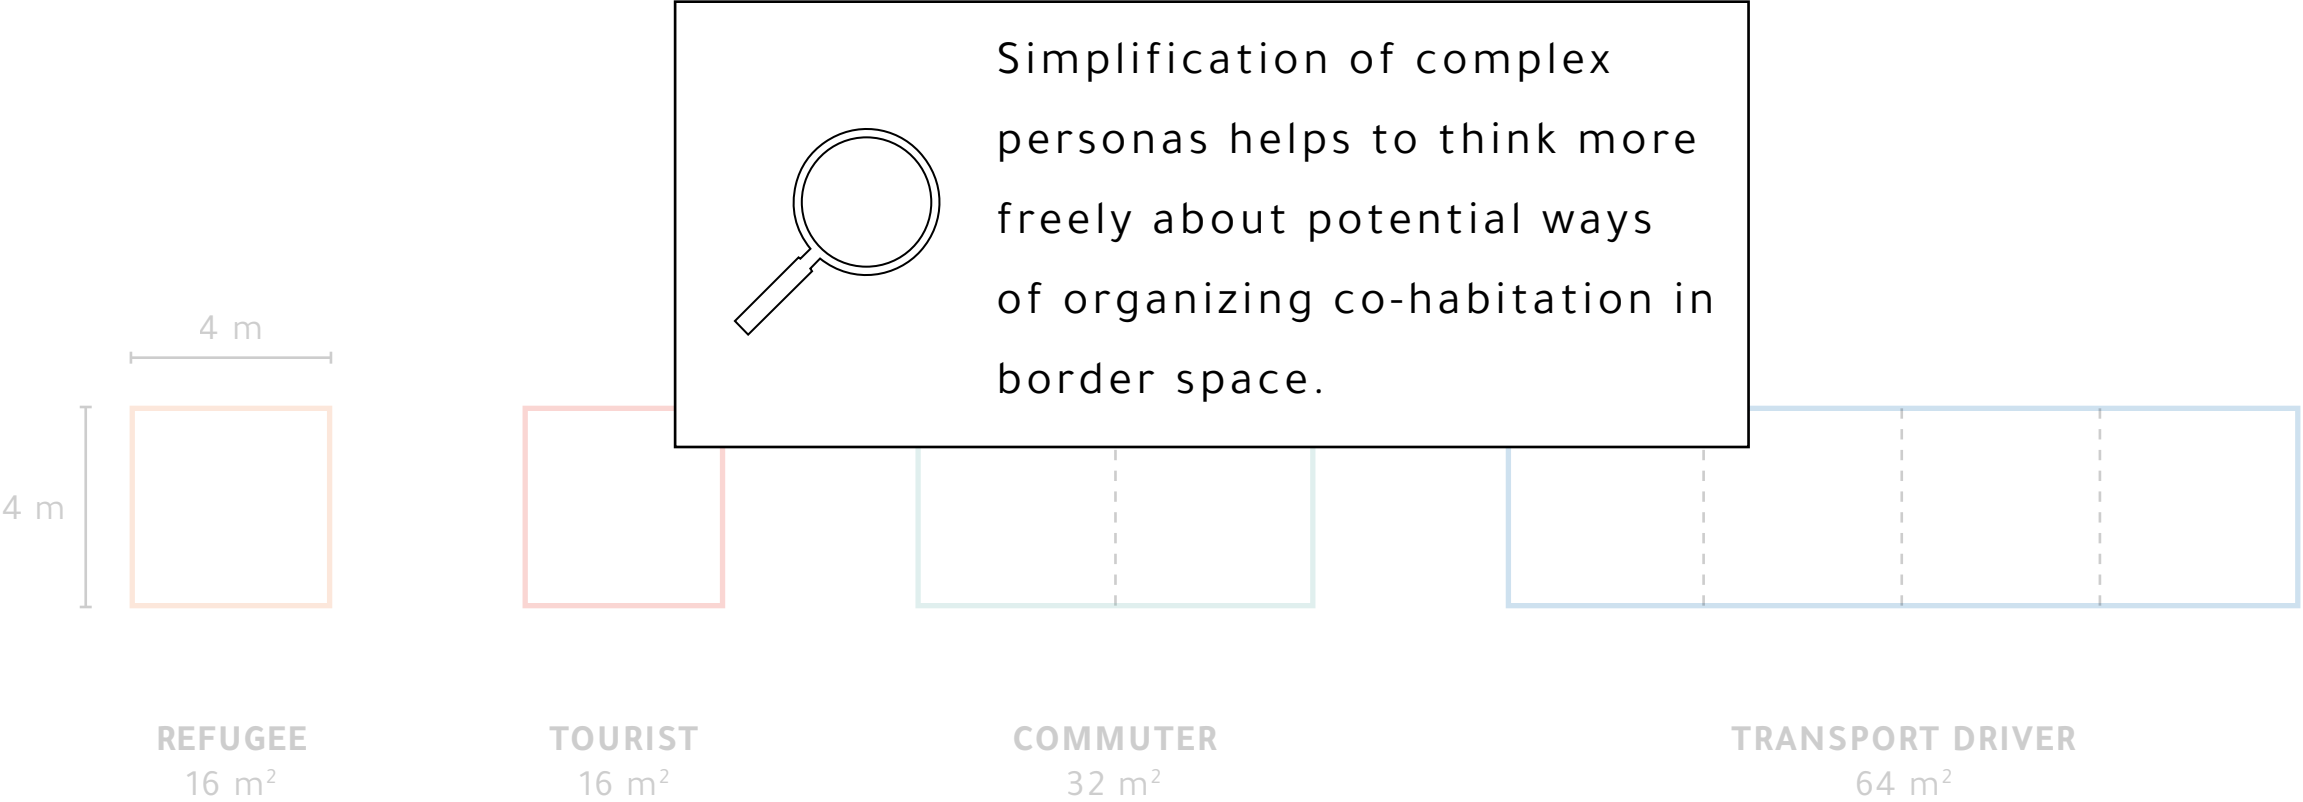 Simplification of complex
personas helps to think more
freely about potential ways
of organizing co-habitation in
border space.
4 m
4 m
REFUGEE
16 m²
TOURIST
16 m²
COMMUTER
32 m²
TRANSPORT DRIVER
64 m²